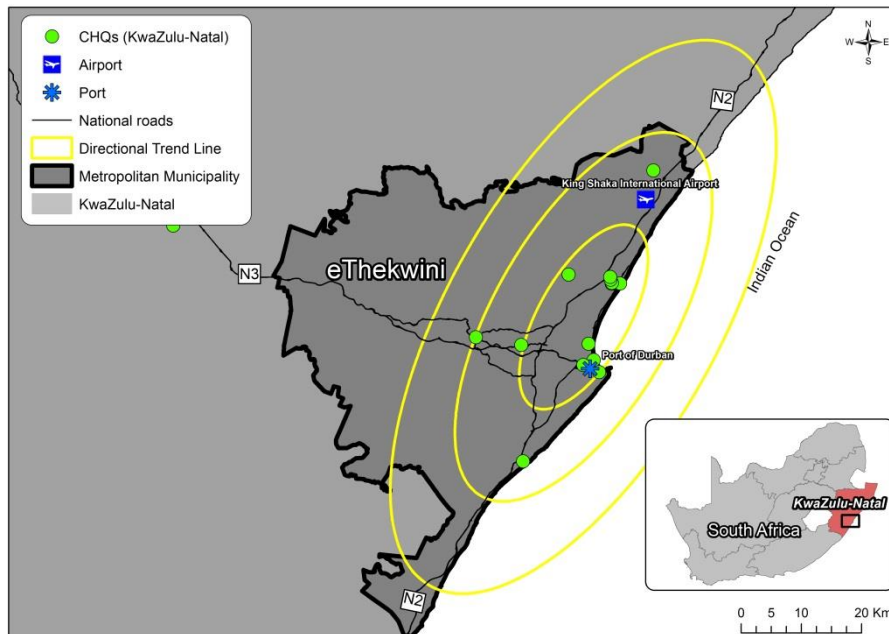 CHQs (KwaZulu-Natal)
Airport
Port
National roads
Directional Trend Line
Metropolitan Municipality
KwaZulu-Natal
N
W E
S
N2
King Shaka International Airport
Indian Ocean
eThekwini
N3
Port of Durban
N2
KwaZulu-Natal
South Africa
0 5 10 20 Km